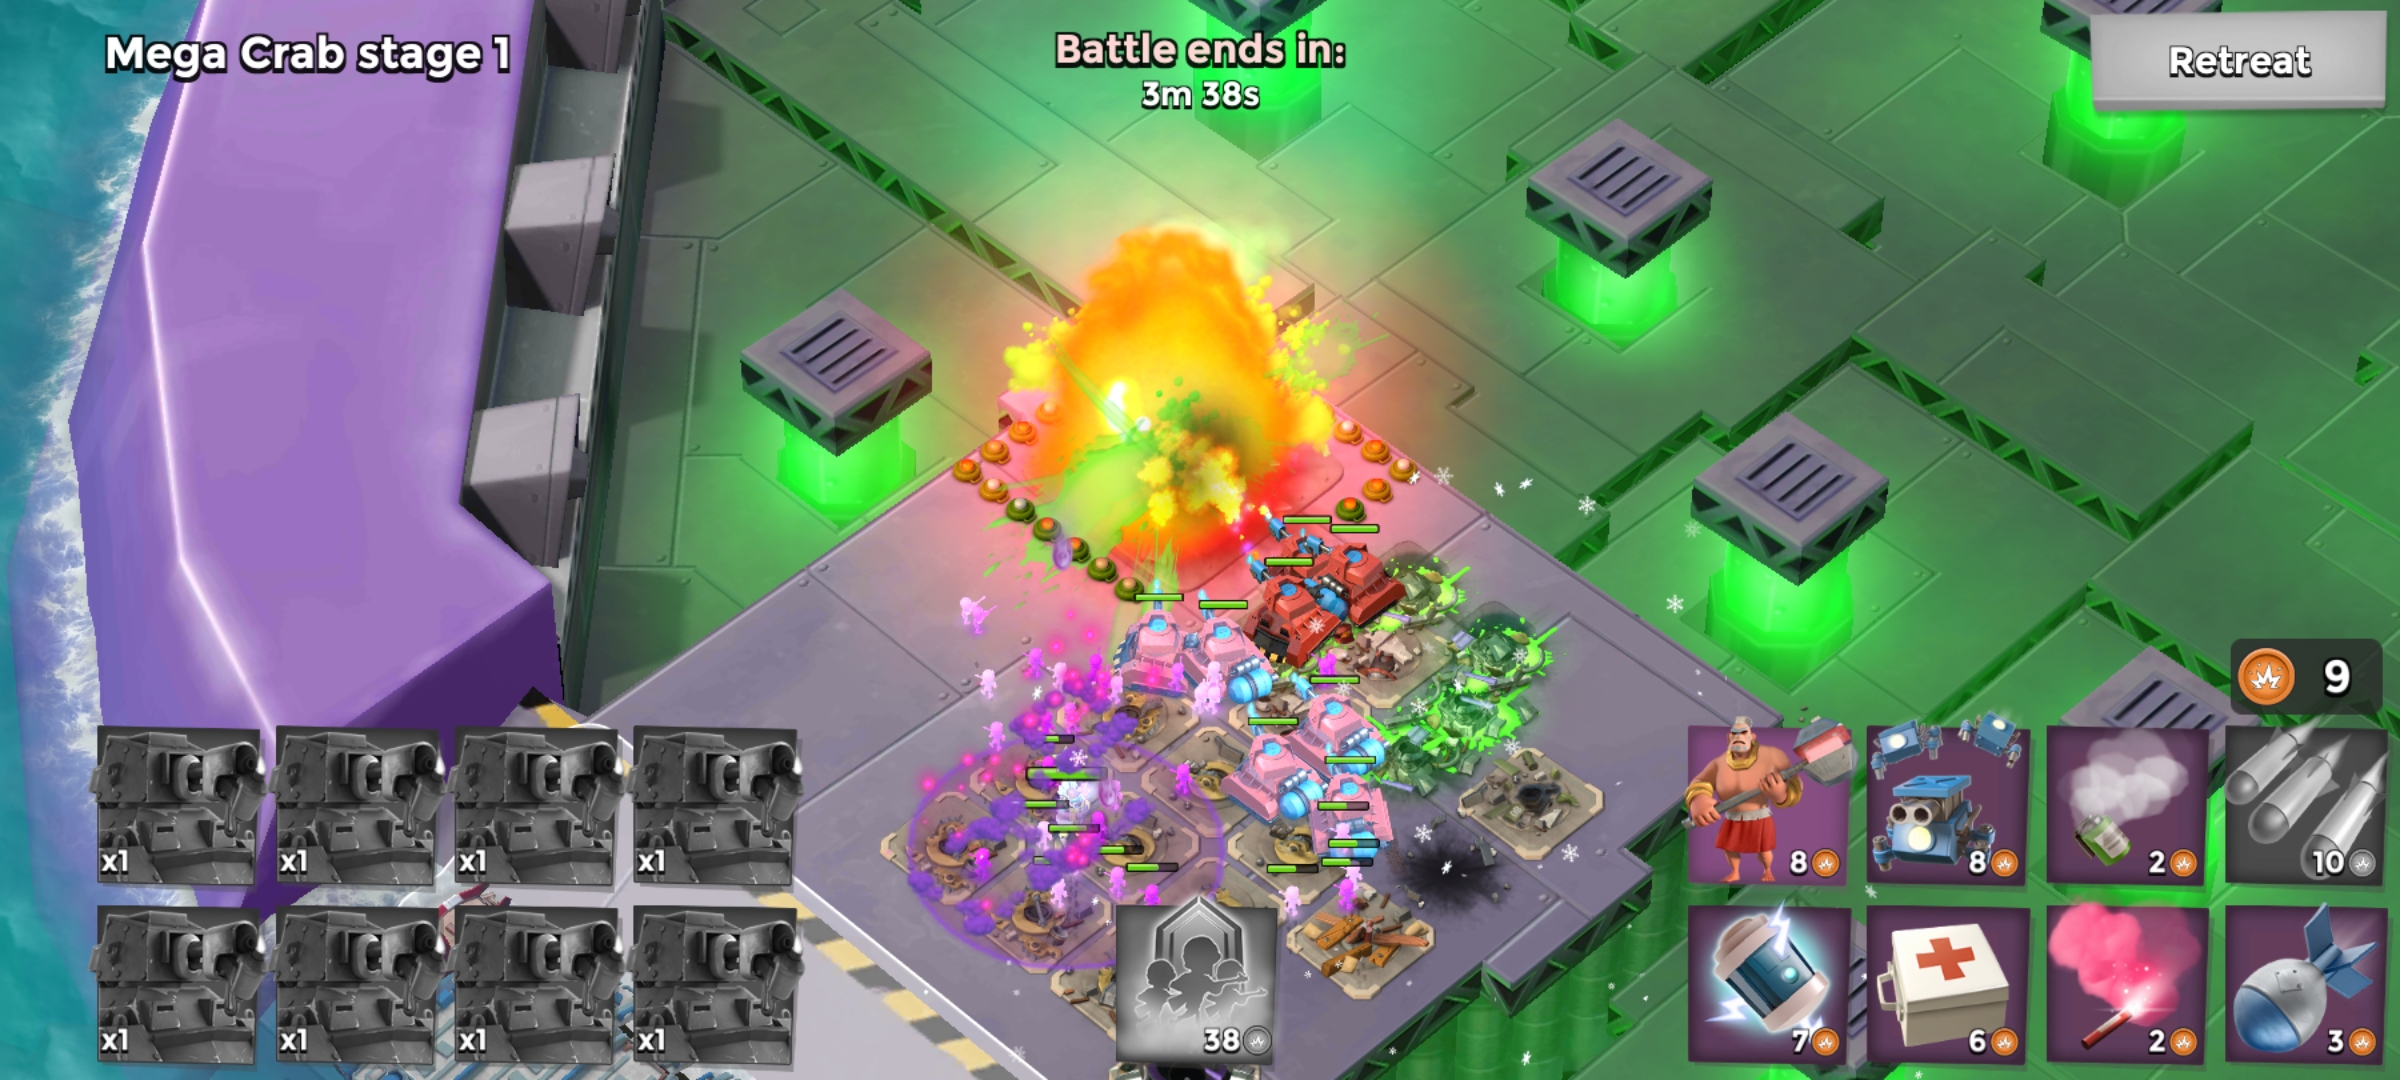 Mega Crab stage 1
Battle ends in:
3m 38s
Retreat
9
x1
x1
x1
x1
8
8
2
10
x1
x1
x1
x1
38
7
6
2
3